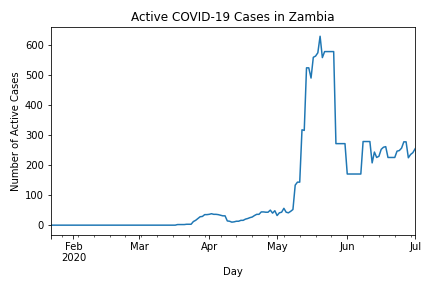 Active COVID-19 Cases in Zambia
Number of Active Cases
600
500
400
300
200
100
0
Feb Mar Apr May Jun Jul
2020
Day